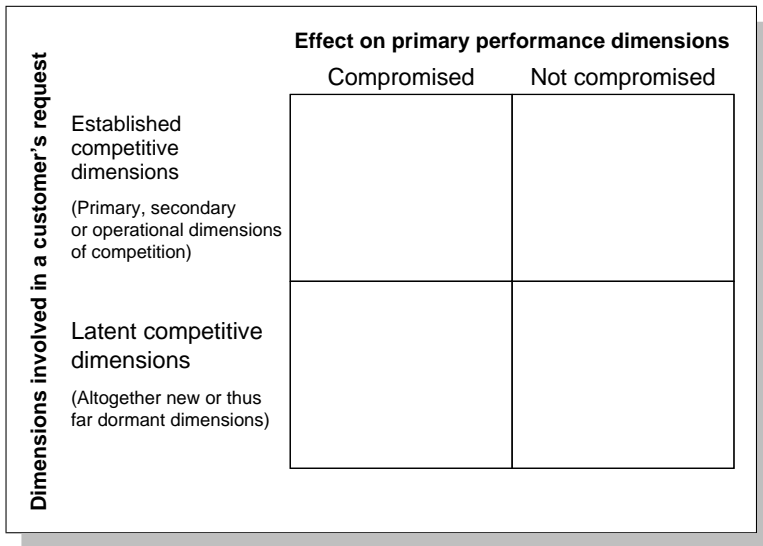 Effect on primary performance dimensions
Compromised
Not compromised
Dimensions involved in a customer's request
Established
competitive
dimensions
(Primary, secondary
or operational dimensions
of competition)
Latent competitive
dimensions
(Altogether new or thus
far dormant dimensions)